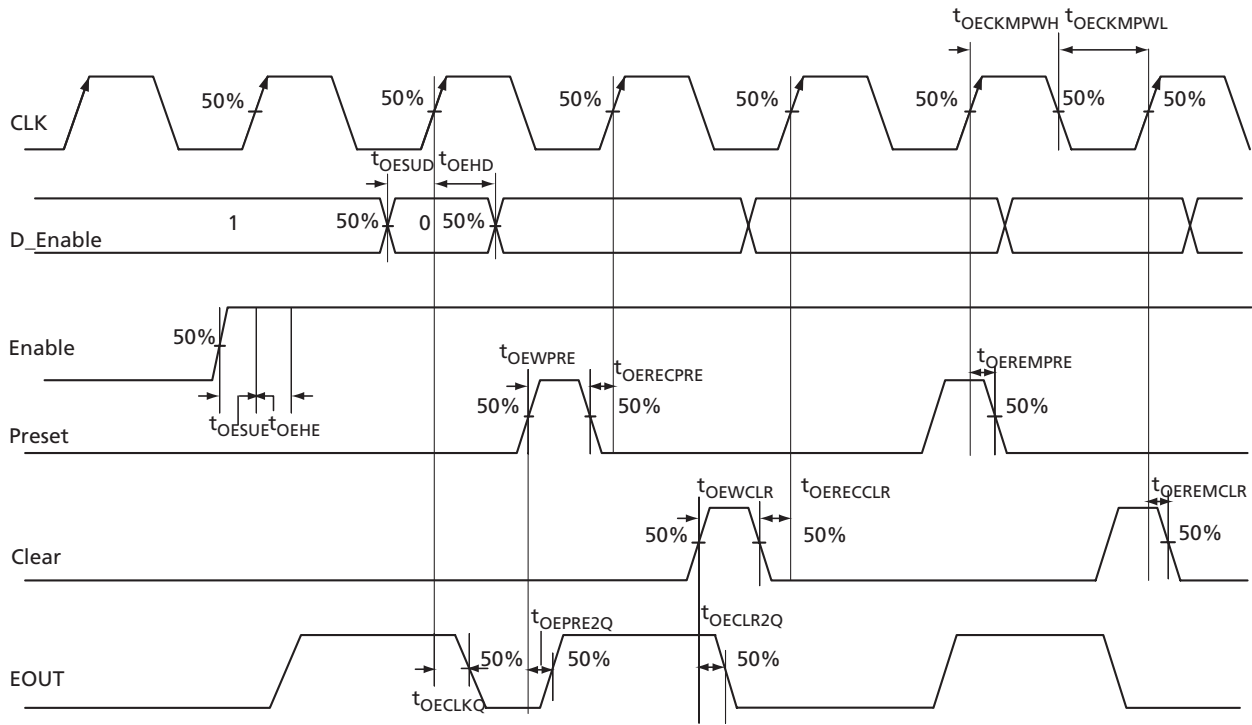 tOECKMPWH tOECKMPWL
CLK
50% 50% 50% 50% 50% 50% 50%
tOESUD tOEHD
D_Enable
1 50% 0 50%
Enable
50%
tOESUE tOEHE
tOEWPRE tOERECPRE tOEREMPRE
Preset
50% 50% 50%
tOEWCLR tOERECCLR tOEREMCLR
Clear
50% 50% 50%
tOEPRE2Q tOECLR2Q
EOUT
50% 50% 50%
tOECLKQ